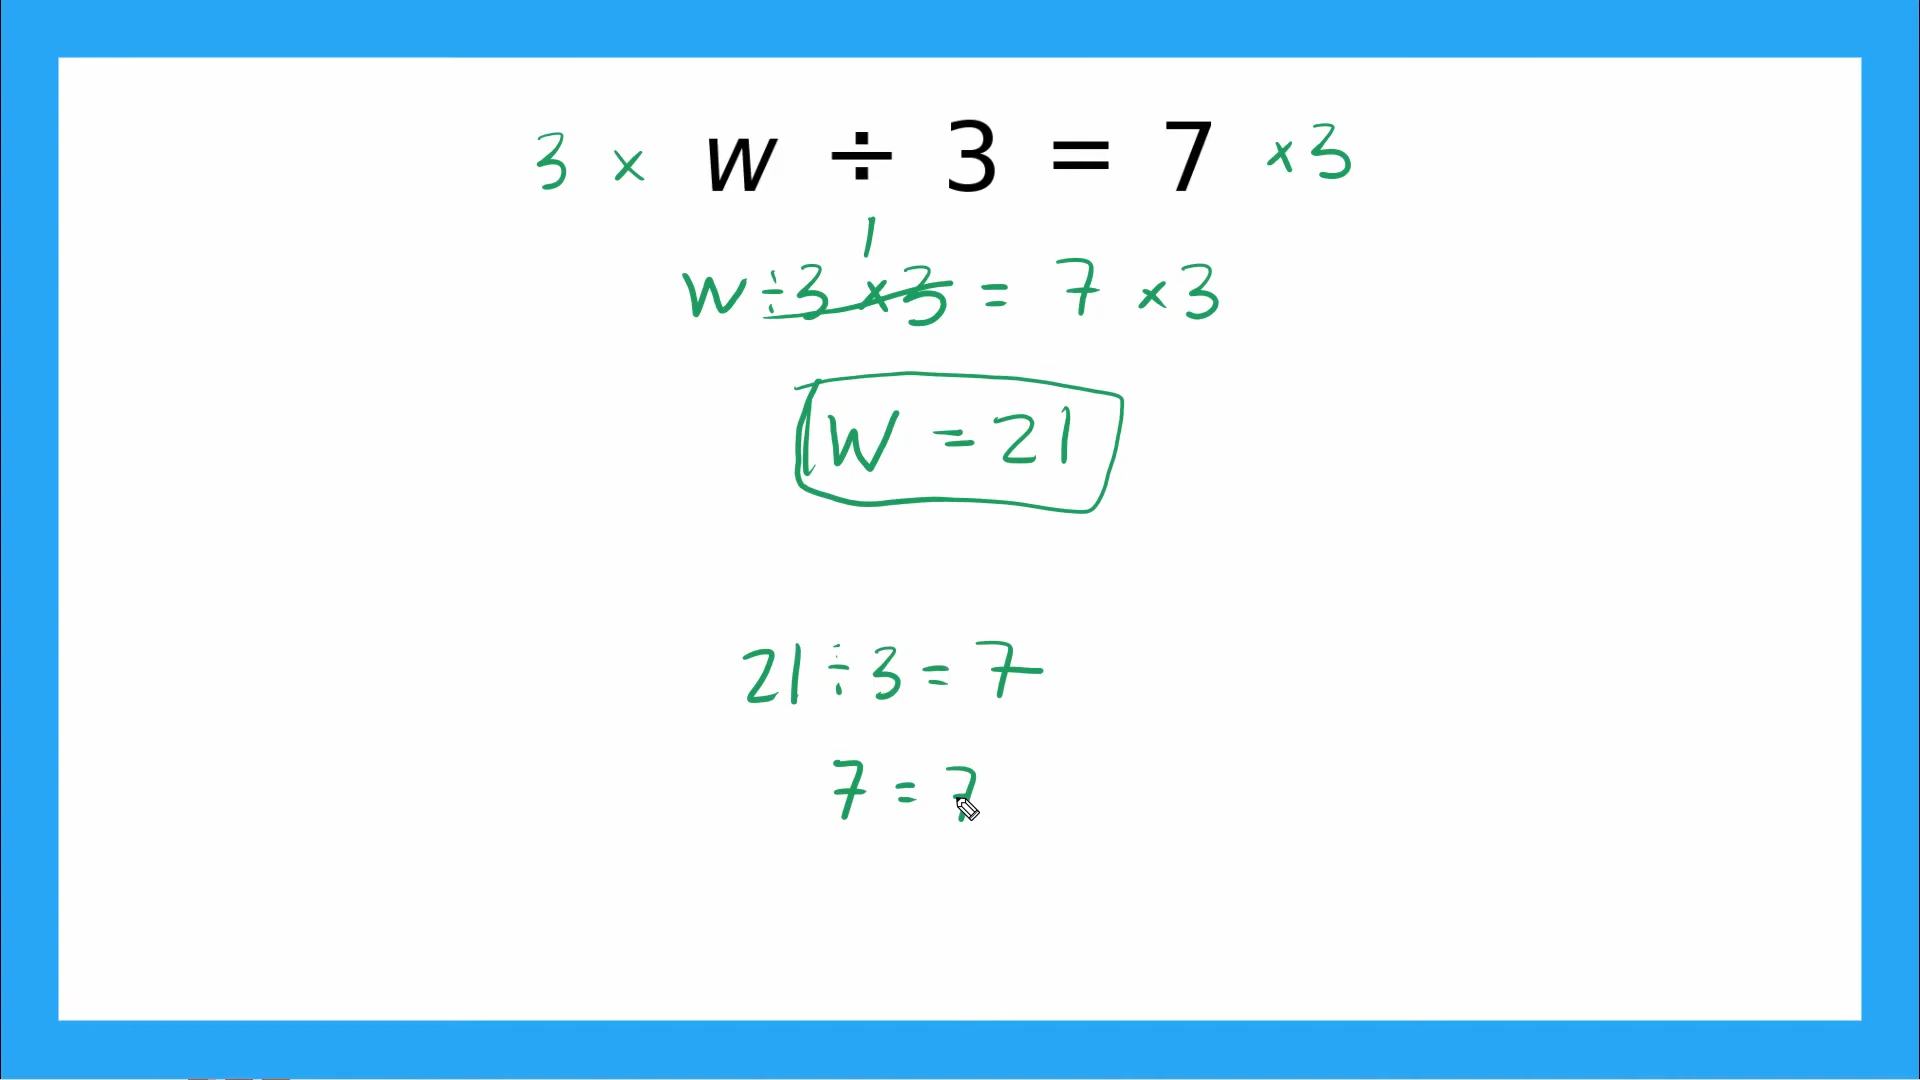 3 × w ÷ 3 = 7 ×3
1
w ÷3 ×3 = 7 ×3
w = 21
21 ÷ 3 = 7
7 = 7